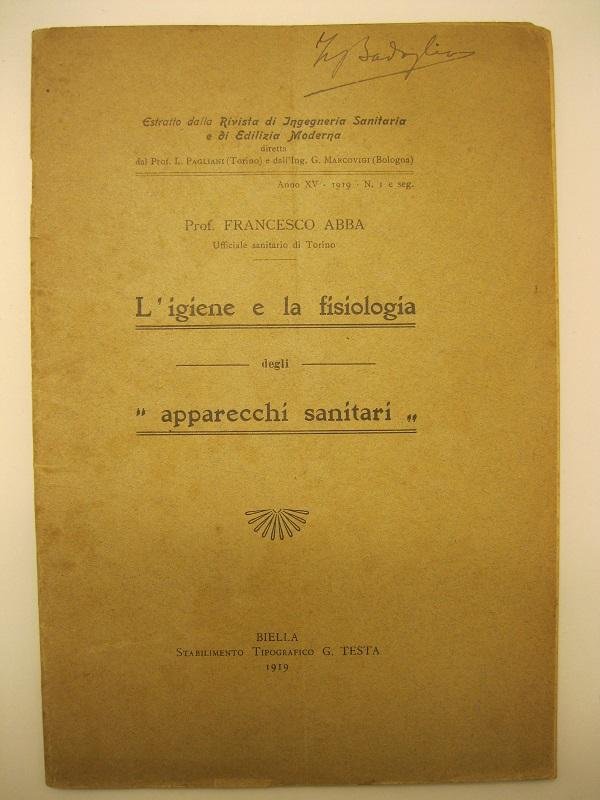 Estratto dalla Rivista di Ingegneria Sanitaria
e di Edilizia Moderna
diretta
dal Prof. L. PAGLIANI (Torino) e dall'Ing. G. MARCOVIGI (Bologna)
Anno XV - 1919 - N. 1 e seg.
Prof. FRANCESCO ABBA
Ufficiale sanitario di Torino
L'igiene e la fisiologia
degli
" apparecchi sanitari „
BIELLA
STABILIMENTO TIPOGRAFICO G. TESTA
1919